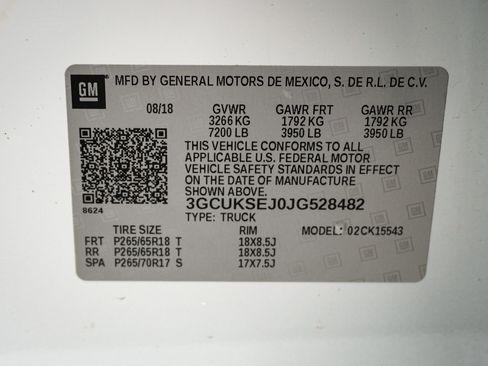 GM MFD BY GENERAL MOTORS DE MEXICO, S. DE R.L. DE C.V.
08/18 GVWR GAWR FRT GAWR RR
3266 KG 1792 KG 1792 KG
7200 LB 3950 LB 3950 LB
THIS VEHICLE CONFORMS TO ALL
APPLICABLE U.S. FEDERAL MOTOR
VEHICLE SAFETY STANDARDS IN EFFECT
ON THE DATE OF MANUFACTURE
SHOWN ABOVE.
8624 3GCUKSEJ0JG528482
TYPE: TRUCK
TIRE SIZE RIM MODEL: 02CK15543
FRT P265/65R18 T 18X8.5J
RR P265/65R18 T 18X8.5J
SPA P265/70R17 S 17X7.5J